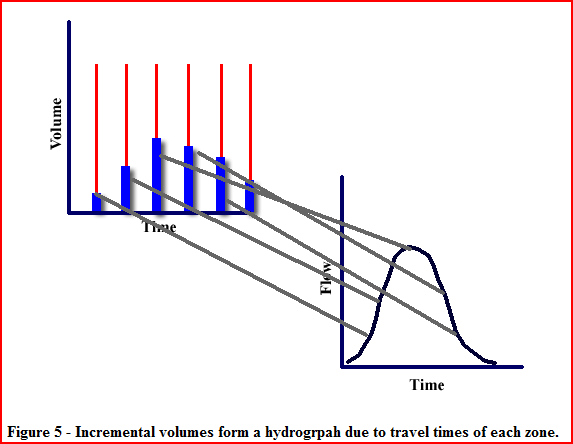 Volume
Time
Flow
Time
Figure 5 - Incremental volumes form a hydrogrpah due to travel times of each zone.